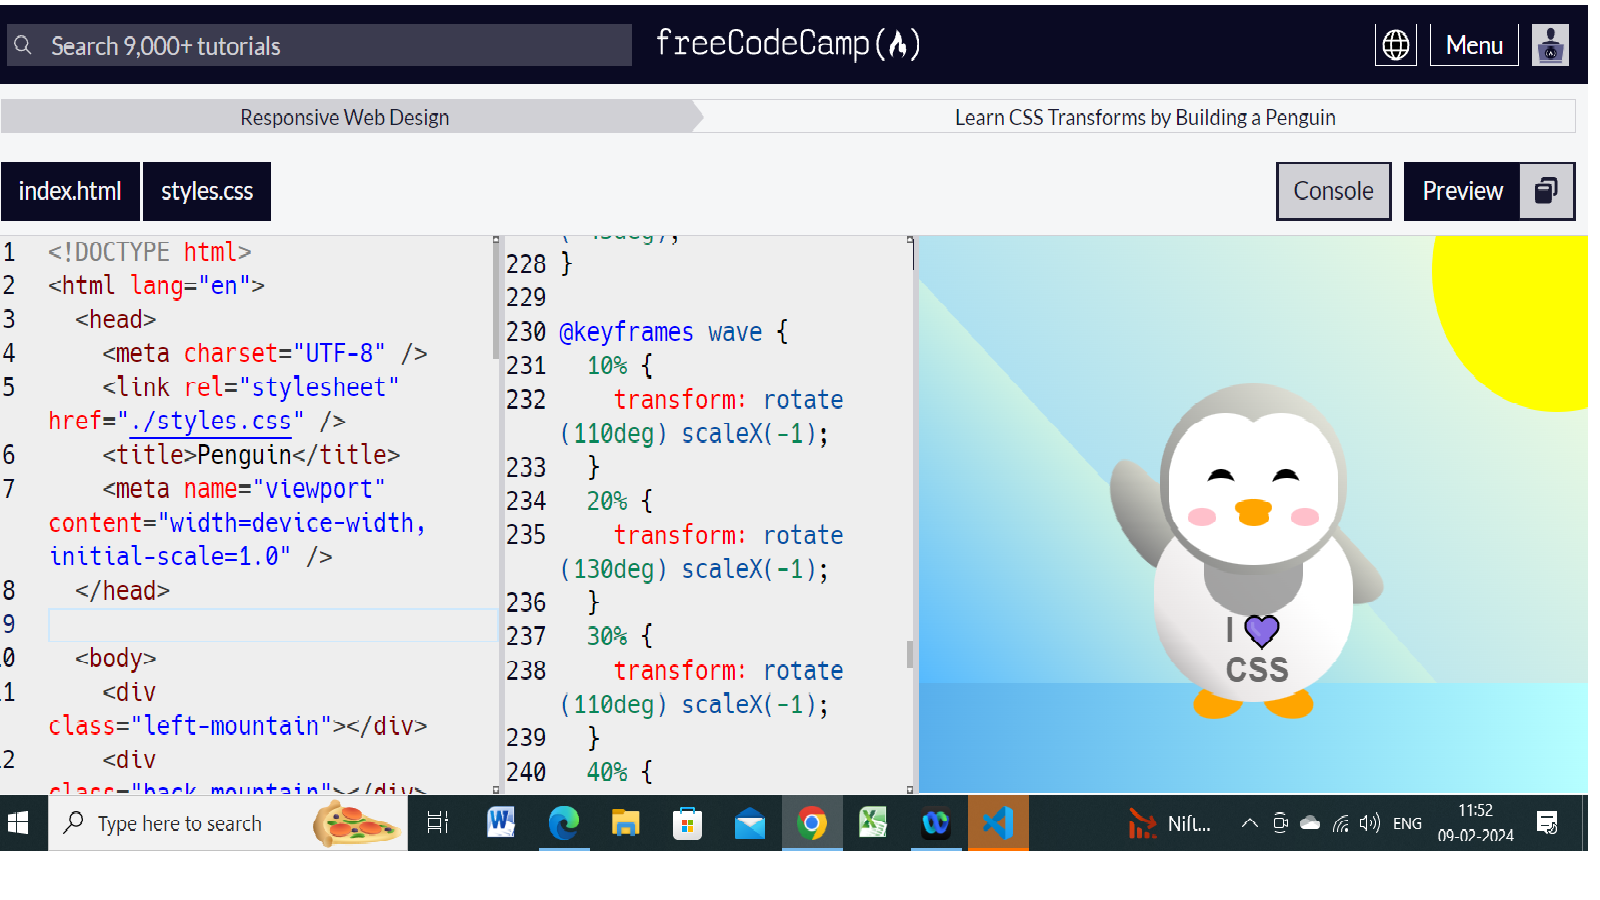 Search 9,000+ tutorials
freeCodeCamp
Menu
Responsive Web Design
Learn CSS Transforms by Building a Penguin
index.html
styles.css
Console
Preview
1 <!DOCTYPE html>
2 <html lang="en">
3 <head>
4 <meta charset="UTF-8" />
5 <link rel="stylesheet"
href="./styles.css" />
6 <title>Penguin</title>
7 <meta name="viewport"
content="width=device-width,
initial-scale=1.0" />
8 </head>
9
0 <body>
1 <div
class="left-mountain"></div>
2 <div
class="back-mountain"></div>
228 }
229
230 @keyframes wave {
231 10% {
232 transform: rotate
(110deg) scaleX(-1);
233 }
234 20% {
235 transform: rotate
(130deg) scaleX(-1);
236 }
237 30% {
238 transform: rotate
(110deg) scaleX(-1);
239 }
240 40% {
I 💜
CSS
Type here to search
Nift...
ENG
11:52
09-02-2024